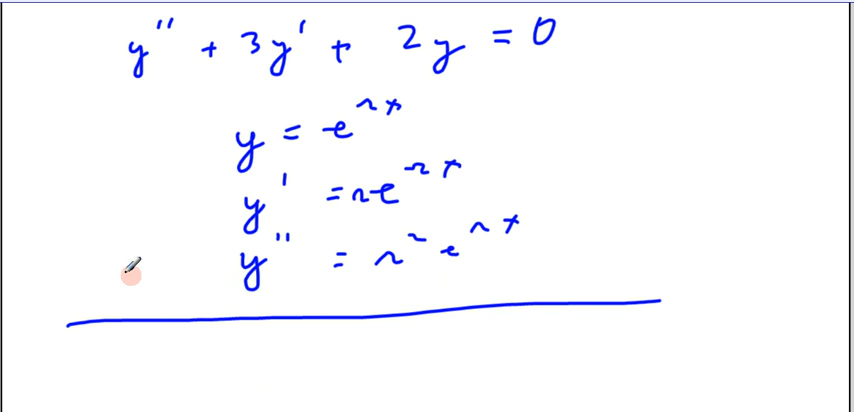 y'' + 3y' + 2y = 0
y = e^{rx}
y' = re^{rx}
y'' = r^2 e^{rx}